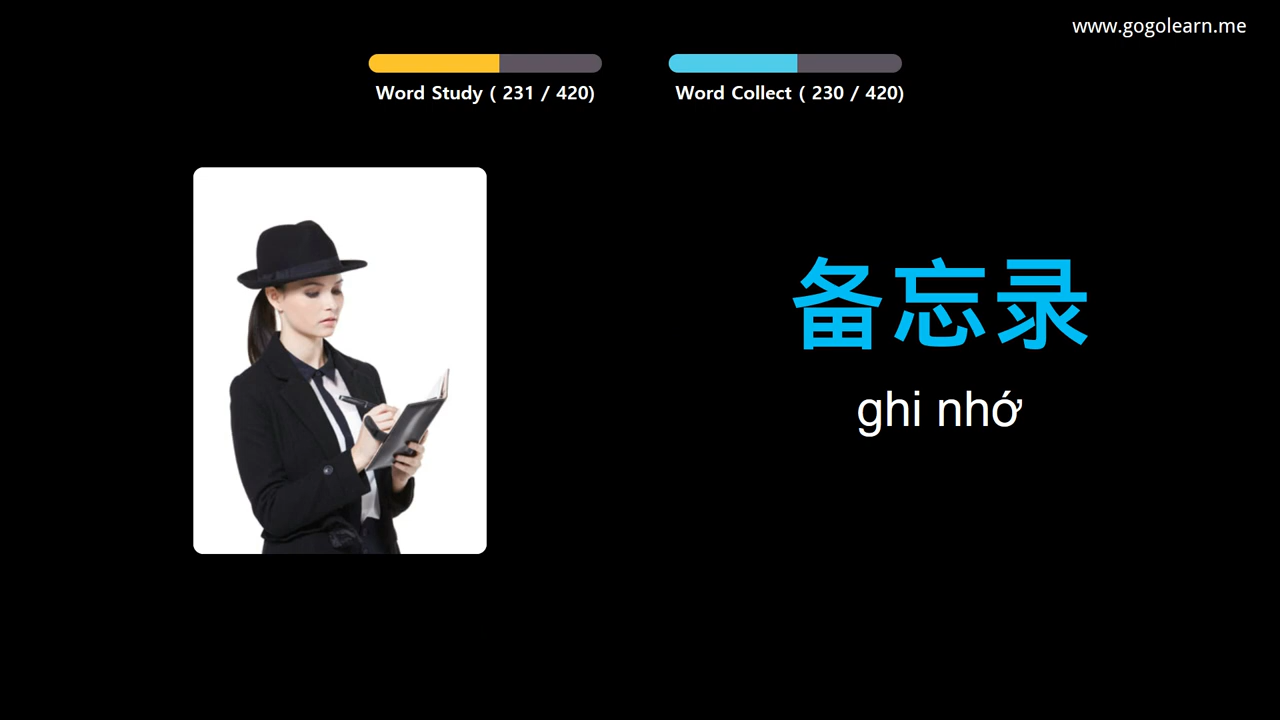 www.gogolearn.me
Word Study ( 231 / 420)
Word Collect ( 230 / 420)
备忘录
ghi nhớ